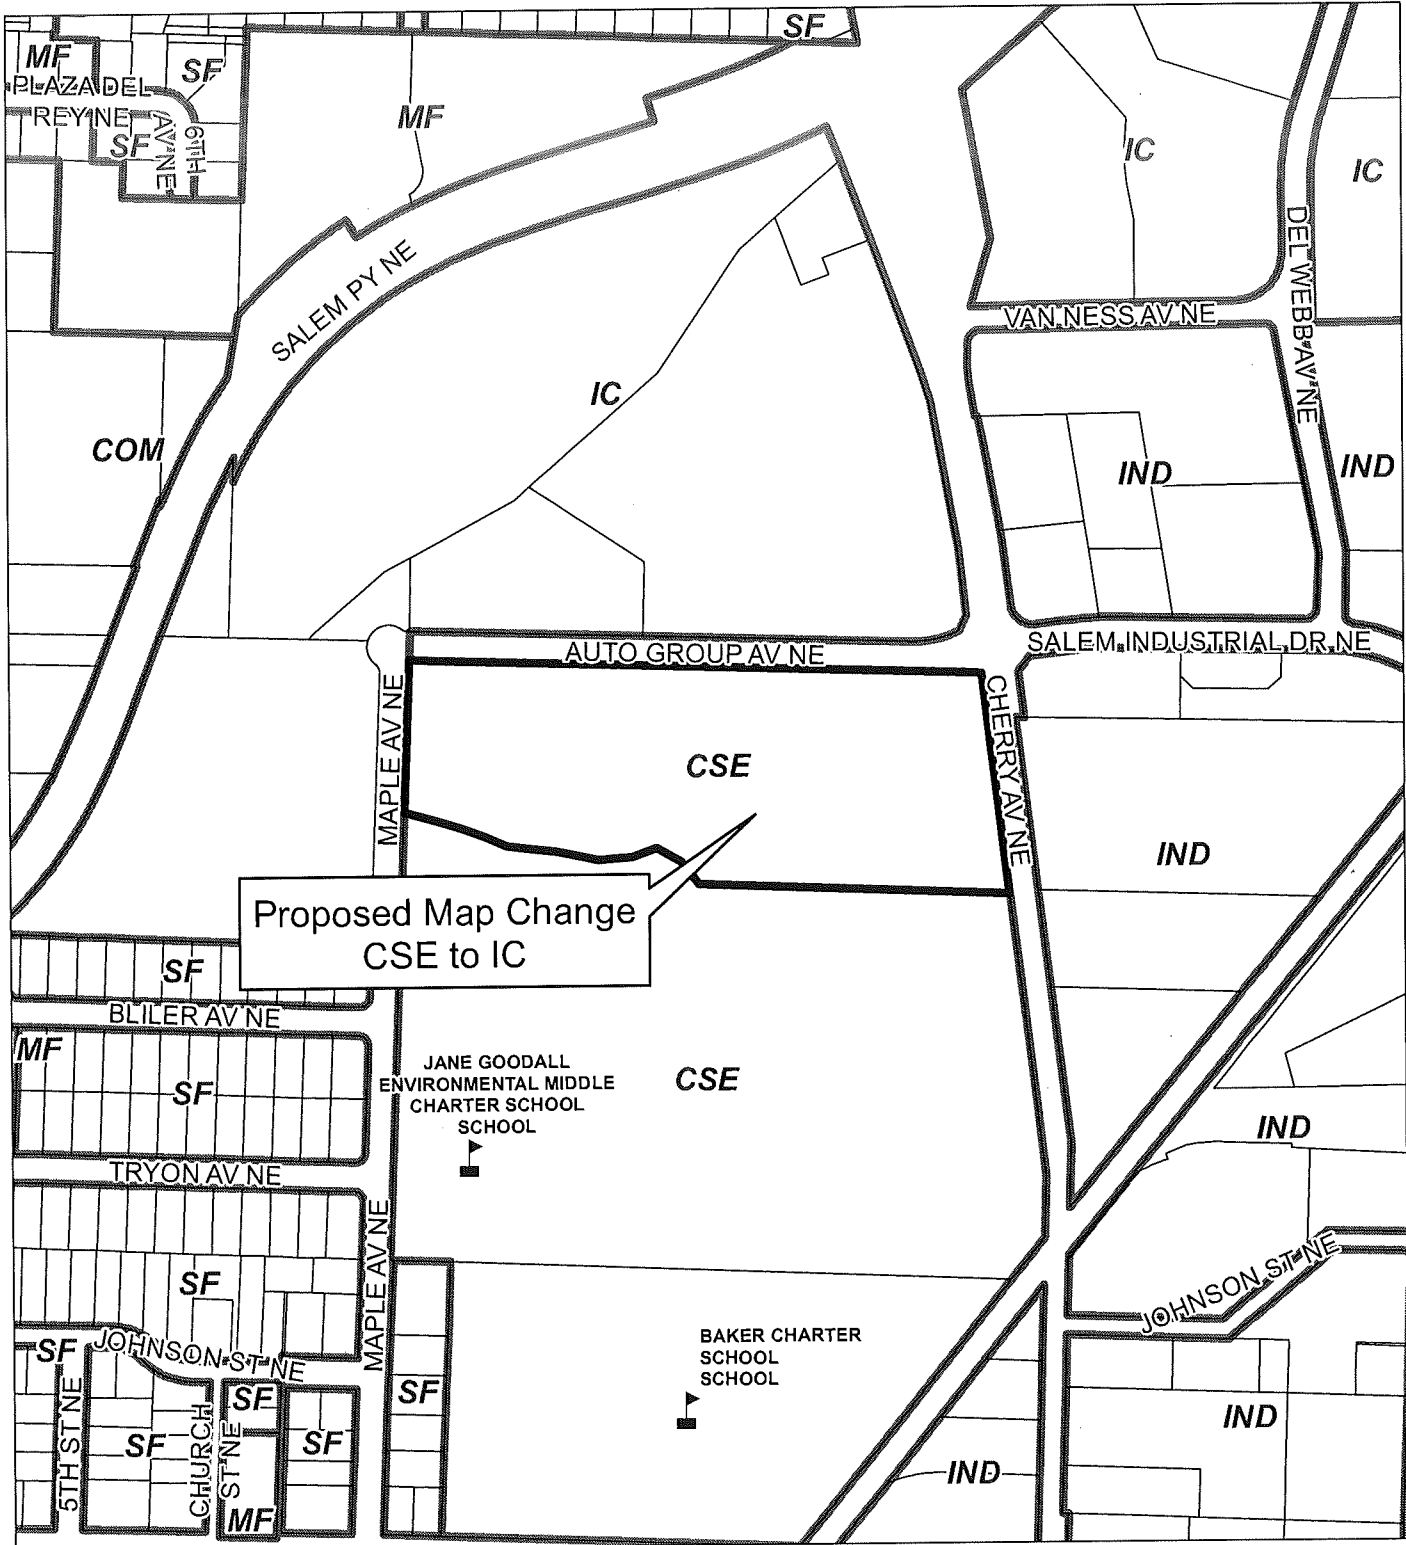 SF
MF
SF
PLAZA DEL
REY NE
SF
6TH
AV NE
MF
IC
IC
DEL WEBB AV NE
SALEM PY NE
VAN NESS AV NE
IC
COM
IND
IND
AUTO GROUP AV NE
SALEM INDUSTRIAL DR NE
MAPLE AV NE
CHERRY AV NE
CSE
IND
Proposed Map Change
CSE to IC
SF
BLILER AV NE
MF
SF
JANE GOODALL
ENVIRONMENTAL MIDDLE
CHARTER SCHOOL
SCHOOL
CSE
IND
TRYON AV NE
MAPLE AV NE
SF
JOHNSON ST NE
SF
JOHNSON ST NE
BAKER CHARTER
SCHOOL
SCHOOL
5TH ST NE
SF
CHURCH
ST NE
SF
SF
SF
MF
IND
IND